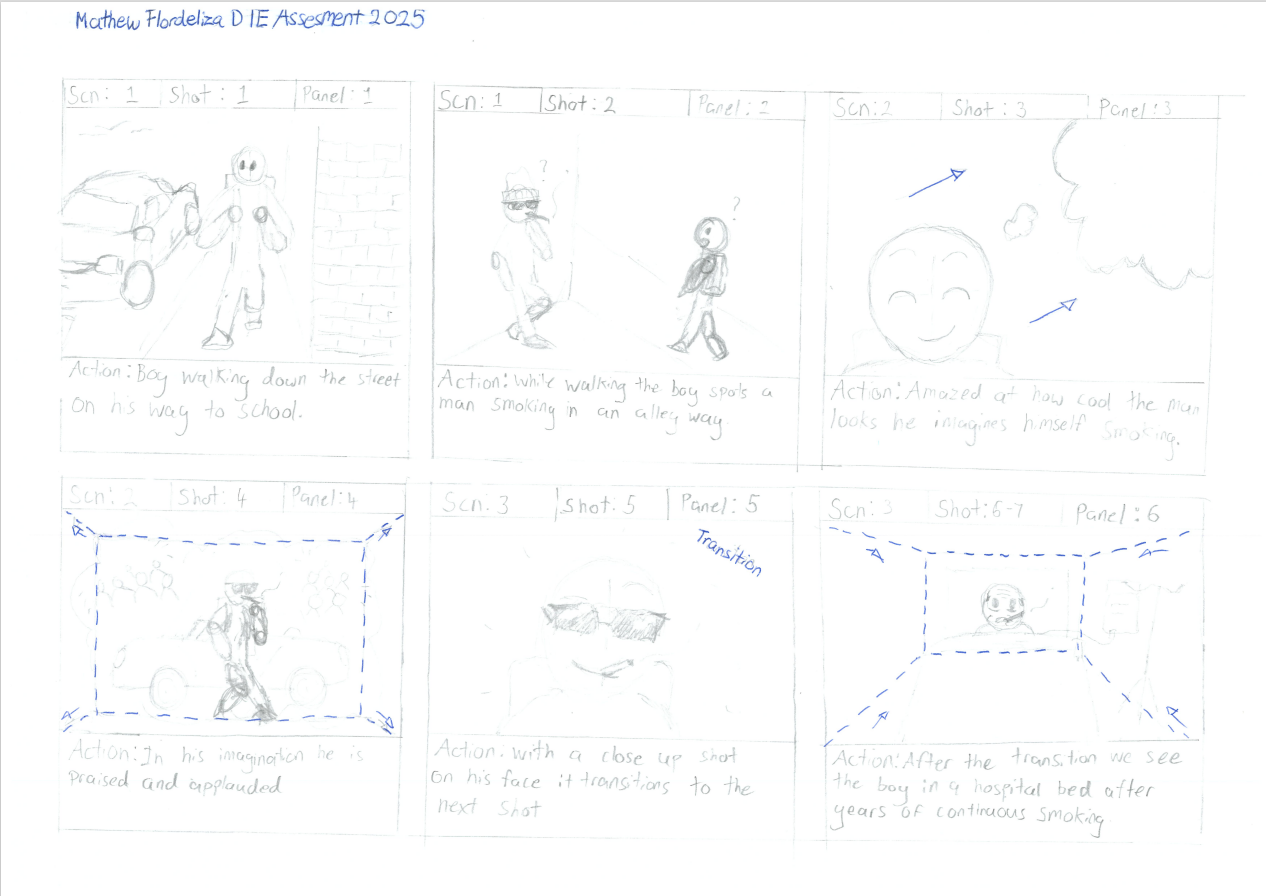 Mathew Flordeliza D 1E Assesment 2025
Scn: 1 Shot: 1 Panel: 1
Action: Boy walking down the street
on his way to school.
Scn: 1 Shot: 2 Panel: 2
?
?
Action: While walking the boy spots a
man smoking in an alley way.
Scn: 2 Shot: 3 Panel: 3
Action: Amazed at how cool the man
looks he imagines himself smoking.
Scn: 2 Shot: 4 Panel: 4
Action: In his imagination he is
praised and applauded
Scn: 3 Shot: 5 Panel: 5
Transition
Action: with a close up shot
on his face it transitions to the
next shot
Scn: 3 Shot: 6-7 Panel: 6
Action: After the transition we see
the boy in a hospital bed after
years of continuous smoking.